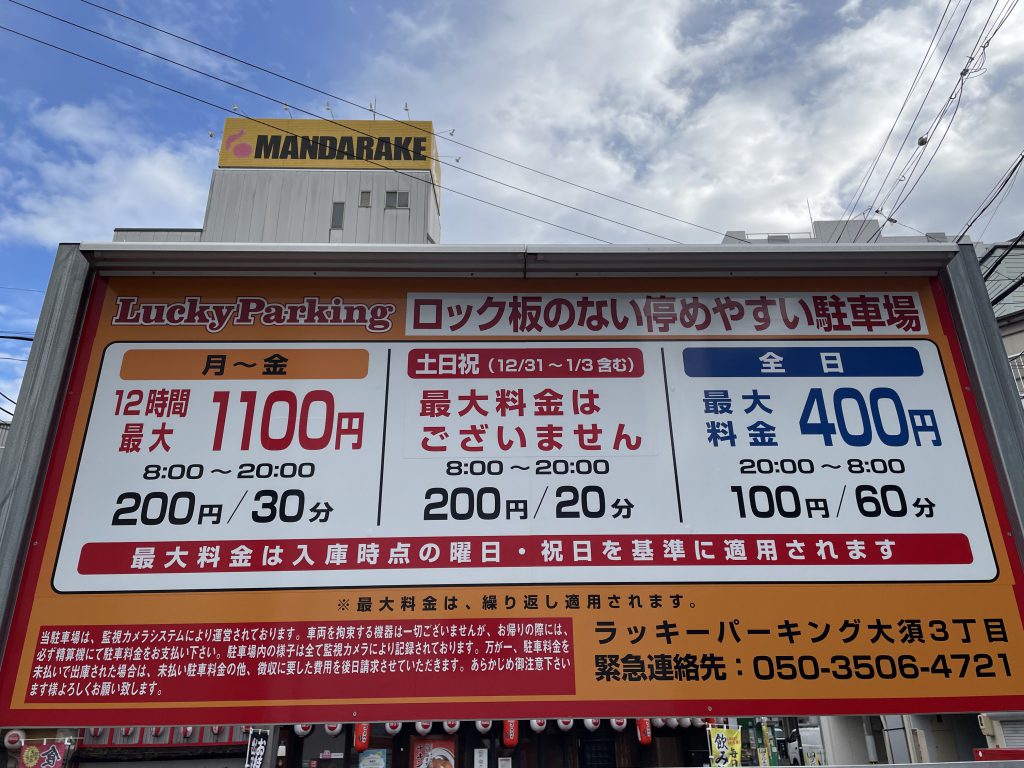 MANDARAKE
LuckyParking ロック板のない停めやすい駐車場
月～金
12時間最大 1100円
8:00～20:00
200円/30分
土日祝(12/31～1/3含む)
最大料金は
ございません
8:00～20:00
200円/20分
全日
最大料金 400円
20:00～8:00
100円/60分
最大料金は入庫時点の曜日・祝日を基準に適用されます
※最大料金は、繰り返し適用されます。
当駐車場は、監視カメラシステムにより運営されております。車両を拘束する機器は一切ございませんが、お帰りの際には、
必ず精算機にて駐車料金をお支払い下さい。駐車場内の様子は全て監視カメラにより記録されております。万が一、駐車料金を
未払いで出庫された場合は、未払い駐車料金の他、徴収に要した費用を後日請求させていただきます。あらかじめ御注意下さい
ます様よろしくお願い致します。
ラッキーパーキング大須3丁目
緊急連絡先：050-3506-4721